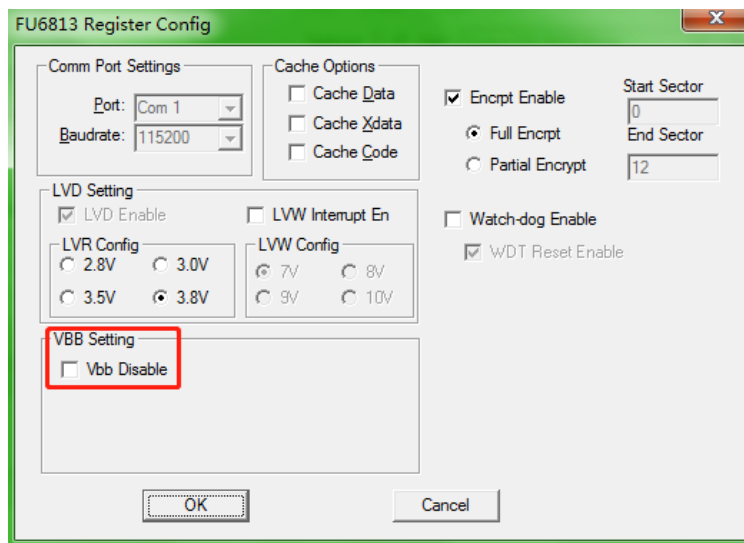 FU6813 Register Config
Comm Port Settings
Port: Com 1
Baudrate: 115200
Cache Options
Cache Data
Cache Xdata
Cache Code
Encrpt Enable
Full Encrpt
Partial Encrypt
Start Sector
0
End Sector
12
LVD Setting
LVD Enable
LVW Interrupt En
LVR Config
2.8V 3.0V
3.5V 3.8V
LVW Config
7V 8V
9V 10V
Watch-dog Enable
WDT Reset Enable
VBB Setting
Vbb Disable
OK Cancel